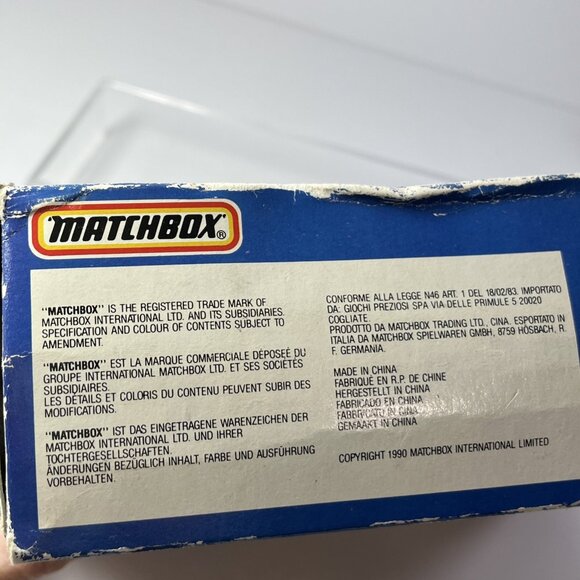 MATCHBOX®
"MATCHBOX" IS THE REGISTERED TRADE MARK OF
MATCHBOX INTERNATIONAL LTD. AND ITS SUBSIDIARIES.
SPECIFICATION AND COLOUR OF CONTENTS SUBJECT TO
AMENDMENT.
"MATCHBOX" EST LA MARQUE COMMERCIALE DÉPOSEÉ DU
GROUPE INTERNATIONAL MATCHBOX LTD. ET SES SOCIÉTÉS
SUBSIDIAIRES.
LES DÉTAILS ET COLORIS DU CONTENU PEUVENT SUBIR DES
MODIFICATIONS.
"MATCHBOX" IST DAS EINGETRAGENE WARENZEICHEN DER
MATCHBOX INTERNATIONAL LTD. UND IHRER
TOCHTERGESELLSCHAFTEN.
ÄNDERUNGEN BEZÜGLICH INHALT, FARBE UND AUSFÜHRUNG
VORBEHALTEN.
CONFORME ALLA LEGGE N46 ART. 1 DEL 18/02/83. IMPORTATO
DA: GIOCHI PREZIOSI SPA VIA DELLE PRIMULE 5 20020
COGLIATE.
PRODOTTO DA MATCHBOX TRADING LTD., CINA. ESPORTATO IN
ITALIA DA MATCHBOX SPIELWAREN GMBH, 8759 HÖSBACH, R.
F. GERMANIA.
MADE IN CHINA
FABRIQUÉ EN R.P. DE CHINE
HERGESTELLT IN CHINA
FABRICADO EN CHINA
FABBRICATO IN CINA
GEMAAKT IN CHINA
COPYRIGHT 1990 MATCHBOX INTERNATIONAL LIMITED